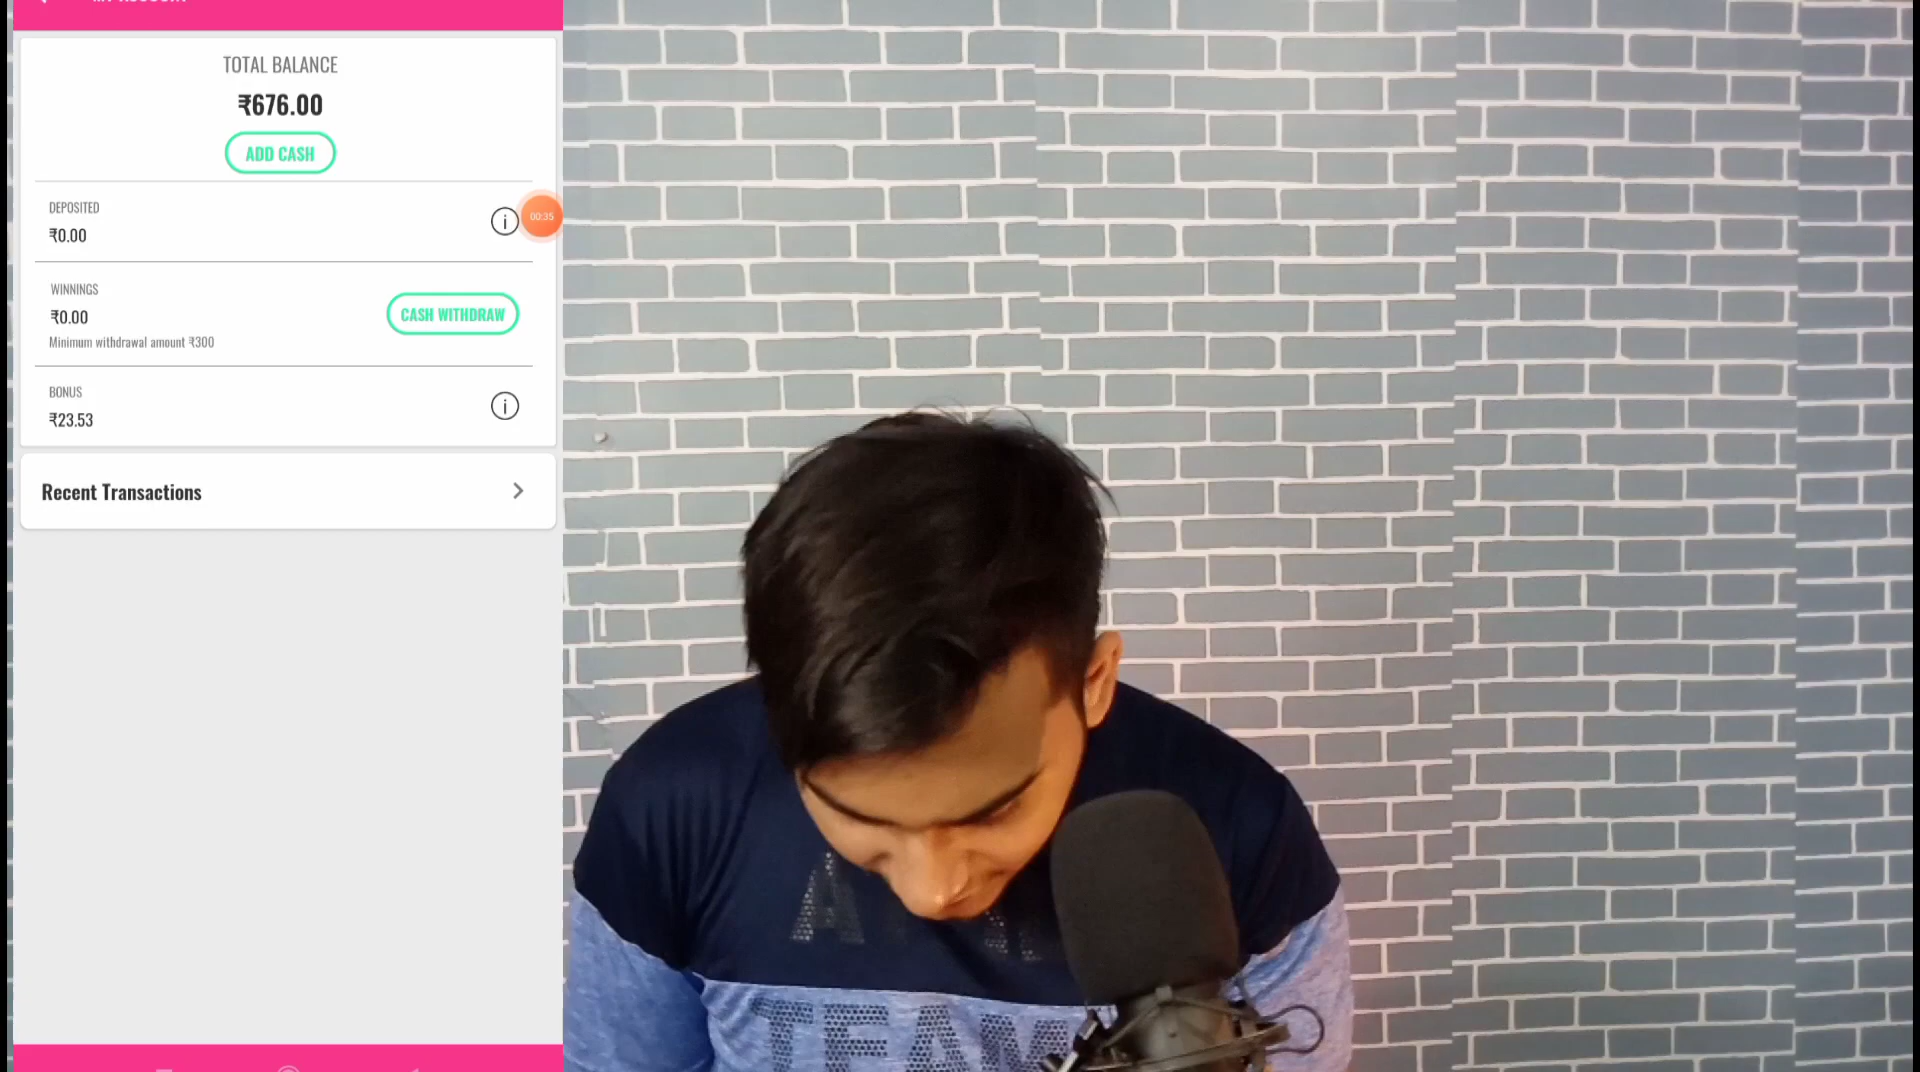 TOTAL BALANCE
₹676.00
ADD CASH
DEPOSITED
₹0.00
00:35
WINNINGS
₹0.00
CASH WITHDRAW
Minimum withdrawal amount ₹300
BONUS
₹23.53
Recent Transactions
TEAM